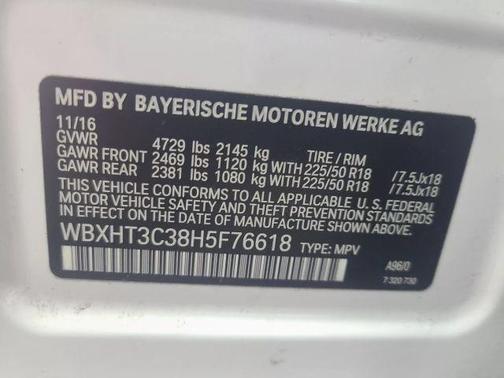 MFD BY BAYERISCHE MOTOREN WERKE AG
11/16
GVWR 4729 lbs 2145 kg TIRE / RIM
GAWR FRONT 2469 lbs 1120 kg WITH 225/50 R18 /7.5Jx18
GAWR REAR 2381 lbs 1080 kg WITH 225/50 R18 /7.5Jx18
THIS VEHICLE CONFORMS TO ALL APPLICABLE U.S. FEDERAL
MOTOR VEHICLE SAFETY AND THEFT PREVENTION STANDARDS
IN EFFECT ON THE DATE OF MANUFACTURE SHOWN ABOVE.
WBXHT3C38H5F76618 TYPE: MPV
A96/0
7 320 730